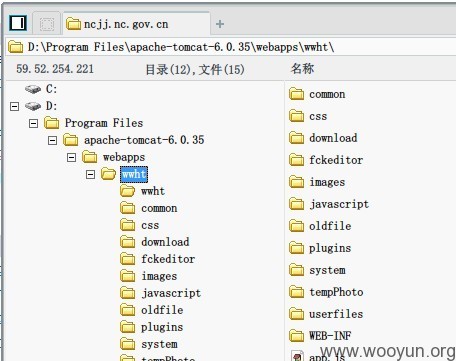 ncjj.nc.gov.cn
D:\Program Files\apache-tomcat-6.0.35\webapps\wwht\
59.52.254.221 目录(12),文件(15) 名称
C:
D:
Program Files
apache-tomcat-6.0.35
webapps
wwht
wwht
common
css
download
fckeditor
images
javascript
oldfile
plugins
system
tempPhoto
common
css
download
fckeditor
images
javascript
oldfile
plugins
system
tempPhoto
userfiles
WEB-INF
app.js
www.wooyun.org